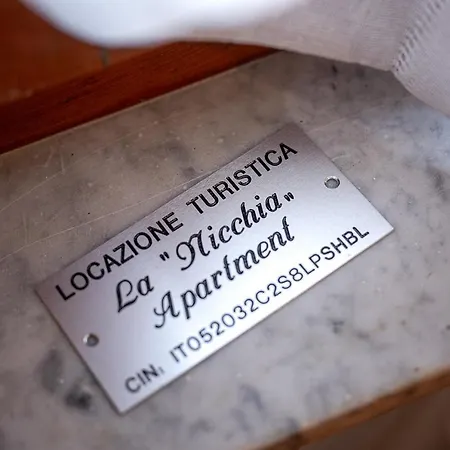 LOCAZIONE TURISTICA
La "Nicchia"
Apartment
CIN: IT052032C2S8LPSHBL